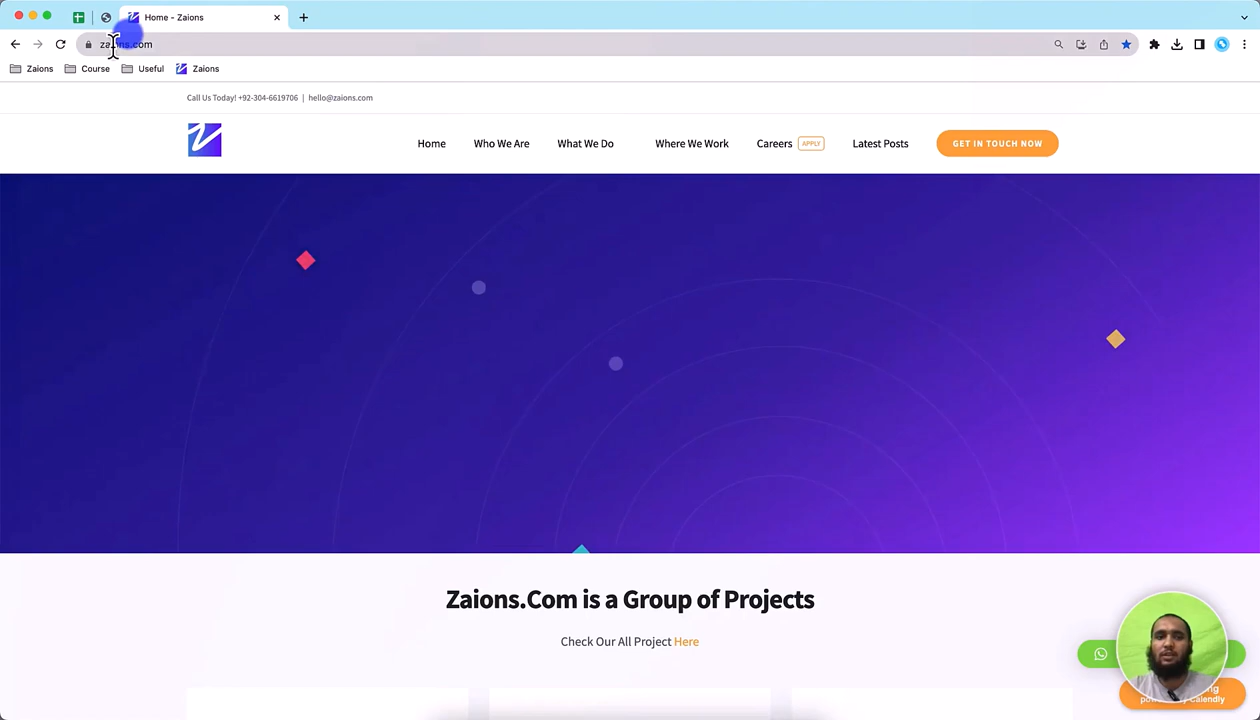 Home - Zaions
zaions.com
Zaions
Course
Useful
Zaions
Call Us Today! +92-304-6619706 | hello@zaions.com
Home
Who We Are
What We Do
Where We Work
Careers
APPLY
Latest Posts
GET IN TOUCH NOW
Zaions.Com is a Group of Projects
Check Our All Project Here